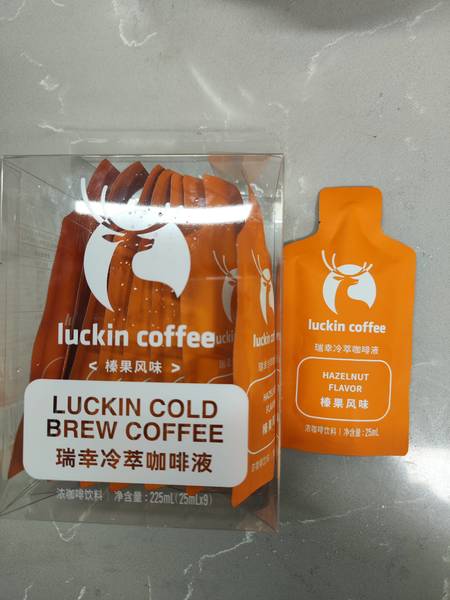 luckin coffee
< 榛果风味 >
LUCKIN COLD
BREW COFFEE
瑞幸冷萃咖啡液
浓咖啡饮料 | 净含量：225mL(25mLx9)
luckin coffee
瑞幸冷萃咖啡液
HAZELNUT
FLAVOR
榛果风味
浓咖啡饮料 | 净含量：25mL